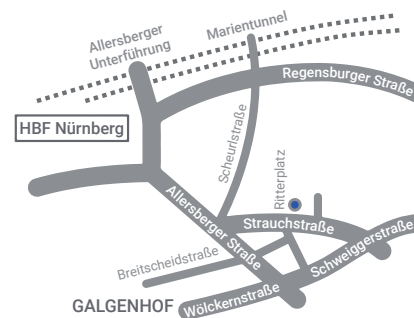 Allersberger
Unterführung
Marientunnel
Regensburger Straße
HBF Nürnberg
Scheurlstraße
Ritterplatz
Allersberger Straße
Strauchstraße
Schweiggerstraße
Breitscheidstraße
GALGENHOF
Wölckernstraße